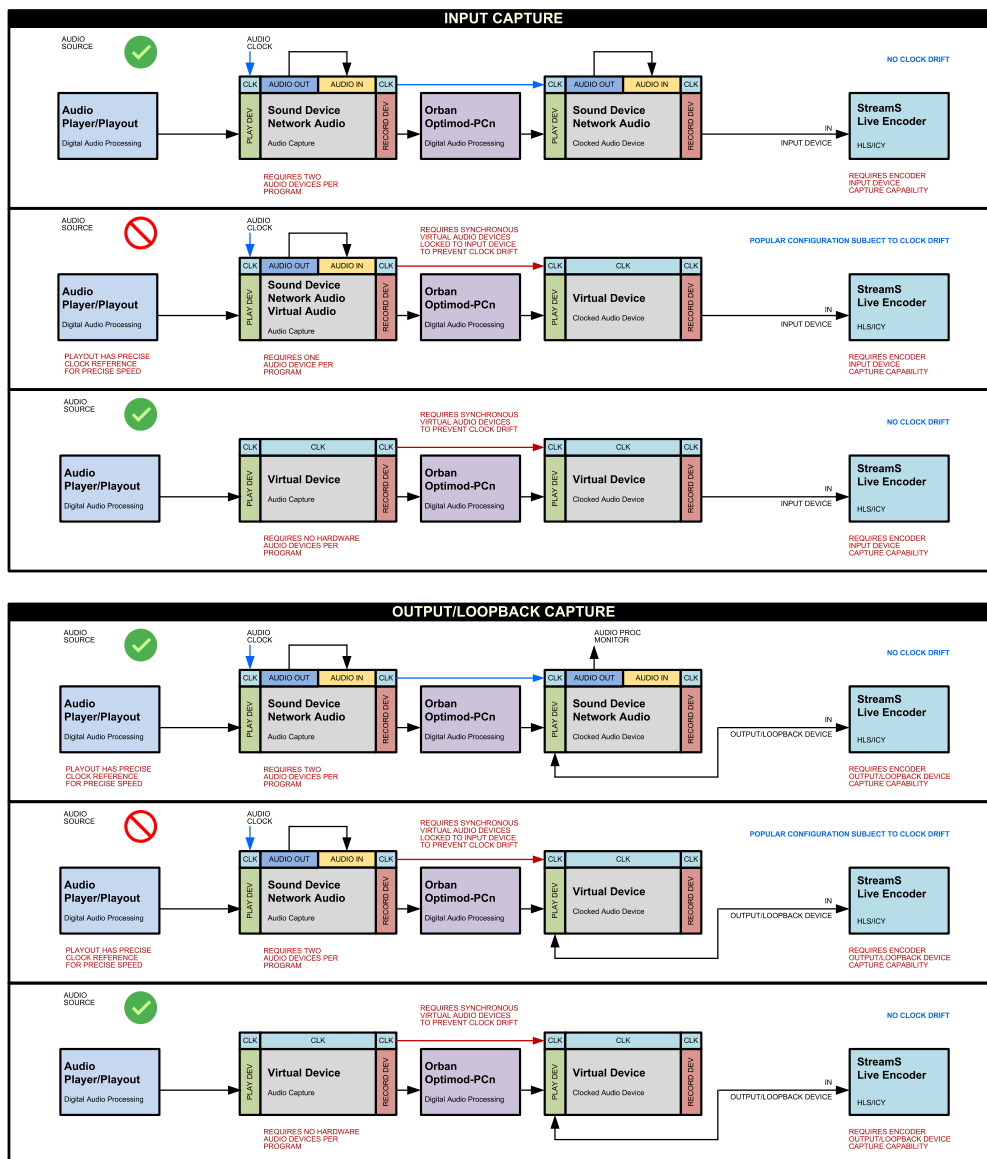 INPUT CAPTURE
AUDIO
SOURCE
AUDIO
CLOCK
NO CLOCK DRIFT
CLK
AUDIO OUT
AUDIO IN
CLK
CLK
AUDIO OUT
AUDIO IN
CLK
Audio
Player/Playout
Digital Audio Processing
PLAY DEV
Sound Device
Network Audio
Audio Capture
RECORD DEV
Orban
Optimod-PCn
Digital Audio Processing
PLAY DEV
Sound Device
Network Audio
Clocked Audio Device
RECORD DEV
IN
INPUT DEVICE
StreamS
Live Encoder
HLS/ICY
REQUIRES TWO
AUDIO DEVICES PER
PROGRAM
REQUIRES ENCODER
INPUT DEVICE
CAPTURE CAPABILITY
AUDIO
SOURCE
AUDIO
CLOCK
REQUIRES SYNCHRONOUS
VIRTUAL AUDIO DEVICES
LOCKED TO INPUT DEVICE
TO PREVENT CLOCK DRIFT
POPULAR CONFIGURATION SUBJECT TO CLOCK DRIFT
CLK
AUDIO OUT
AUDIO IN
CLK
CLK
CLK
CLK
Audio
Player/Playout
Digital Audio Processing
PLAY DEV
Sound Device
Network Audio
Virtual Audio
Audio Capture
RECORD DEV
Orban
Optimod-PCn
Digital Audio Processing
PLAY DEV
Virtual Device
Clocked Audio Device
RECORD DEV
IN
INPUT DEVICE
StreamS
Live Encoder
HLS/ICY
PLAYOUT HAS PRECISE
CLOCK REFERENCE
FOR PRECISE SPEED
REQUIRES ONE
AUDIO DEVICE PER
PROGRAM
REQUIRES ENCODER
INPUT DEVICE
CAPTURE CAPABILITY
AUDIO
SOURCE
REQUIRES SYNCHRONOUS
VIRTUAL AUDIO DEVICES
TO PREVENT CLOCK DRIFT
NO CLOCK DRIFT
CLK
CLK
CLK
CLK
CLK
CLK
Audio
Player/Playout
Digital Audio Processing
PLAY DEV
Virtual Device
Audio Capture
RECORD DEV
Orban
Optimod-PCn
Digital Audio Processing
PLAY DEV
Virtual Device
Clocked Audio Device
RECORD DEV
IN
INPUT DEVICE
StreamS
Live Encoder
HLS/ICY
REQUIRES NO HARDWARE
AUDIO DEVICES PER
PROGRAM
REQUIRES ENCODER
INPUT DEVICE
CAPTURE CAPABILITY
OUTPUT/LOOPBACK CAPTURE
AUDIO
SOURCE
AUDIO
CLOCK
AUDIO PROC
MONITOR
NO CLOCK DRIFT
CLK
AUDIO OUT
AUDIO IN
CLK
CLK
AUDIO OUT
AUDIO IN
CLK
Audio
Player/Playout
Digital Audio Processing
PLAY DEV
Sound Device
Network Audio
Audio Capture
RECORD DEV
Orban
Optimod-PCn
Digital Audio Processing
PLAY DEV
Sound Device
Network Audio
Clocked Audio Device
RECORD DEV
IN
OUTPUT/LOOPBACK DEVICE
StreamS
Live Encoder
HLS/ICY
PLAYOUT HAS PRECISE
CLOCK REFERENCE
FOR PRECISE SPEED
REQUIRES TWO
AUDIO DEVICES PER
PROGRAM
REQUIRES ENCODER
OUTPUT/LOOPBACK DEVICE
CAPTURE CAPABILITY
AUDIO
SOURCE
AUDIO
CLOCK
REQUIRES SYNCHRONOUS
VIRTUAL AUDIO DEVICES
LOCKED TO INPUT DEVICE
TO PREVENT CLOCK DRIFT
POPULAR CONFIGURATION SUBJECT TO CLOCK DRIFT
CLK
AUDIO OUT
AUDIO IN
CLK
CLK
CLK
CLK
Audio
Player/Playout
Digital Audio Processing
PLAY DEV
Sound Device
Network Audio
Audio Capture
RECORD DEV
Orban
Optimod-PCn
Digital Audio Processing
PLAY DEV
Virtual Device
Clocked Audio Device
RECORD DEV
IN
OUTPUT/LOOPBACK DEVICE
StreamS
Live Encoder
HLS/ICY
PLAYOUT HAS PRECISE
CLOCK REFERENCE
FOR PRECISE SPEED
REQUIRES TWO
AUDIO DEVICES PER
PROGRAM
REQUIRES ENCODER
OUTPUT/LOOPBACK DEVICE
CAPTURE CAPABILITY
AUDIO
SOURCE
REQUIRES SYNCHRONOUS
VIRTUAL AUDIO DEVICES
TO PREVENT CLOCK DRIFT
NO CLOCK DRIFT
CLK
CLK
CLK
CLK
CLK
CLK
Audio
Player/Playout
Digital Audio Processing
PLAY DEV
Virtual Device
Audio Capture
RECORD DEV
Orban
Optimod-PCn
Digital Audio Processing
PLAY DEV
Virtual Device
Clocked Audio Device
RECORD DEV
IN
OUTPUT/LOOPBACK DEVICE
StreamS
Live Encoder
HLS/ICY
REQUIRES NO HARDWARE
AUDIO DEVICES PER
PROGRAM
REQUIRES ENCODER
OUTPUT/LOOPBACK DEVICE
CAPTURE CAPABILITY